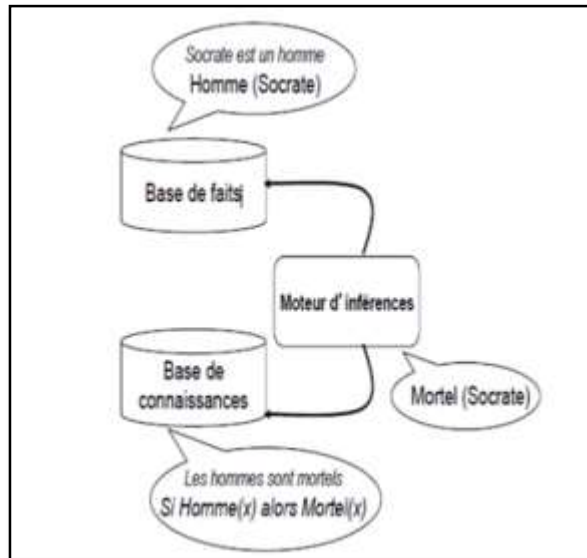 Socrate est un homme
Homme (Socrate)
Base de faits
Moteur d' inférences
Base de
connaissances
Mortel (Socrate)
Les hommes sont mortels
Si Homme(x) alors Mortel(x)